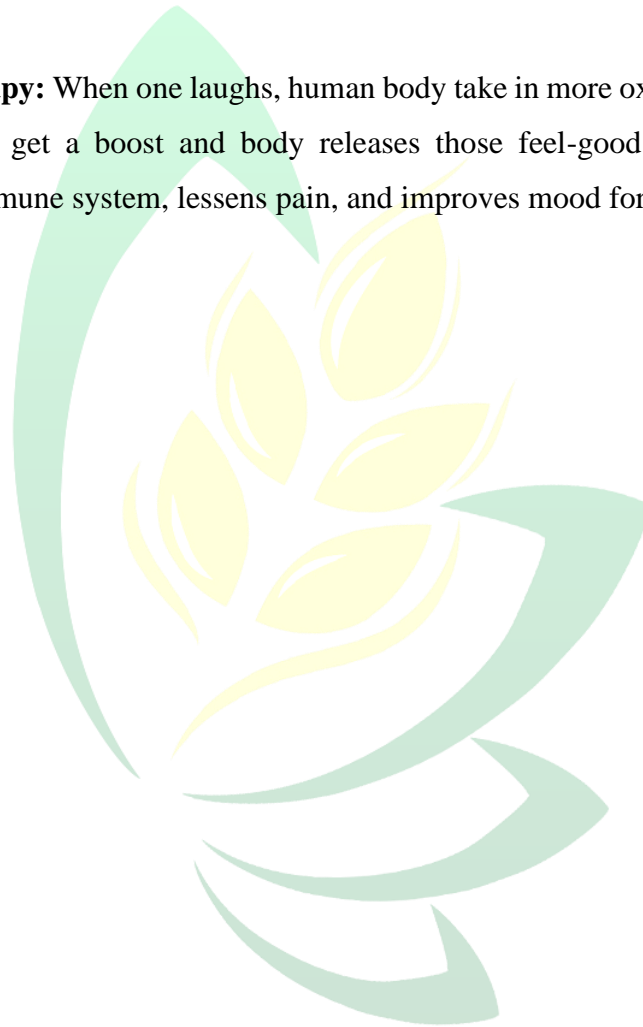 py: When one laughs, human body take in more ox
get a boost and body releases those feel-good
mune system, lessens pain, and improves mood for